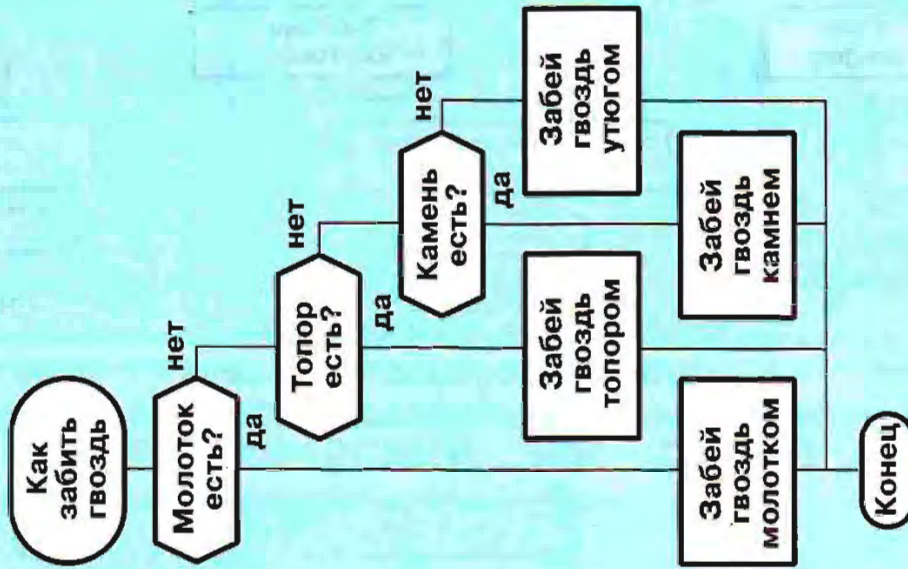 Как
забить
гвоздь
Молоток
есть?
нет
да
Топор
есть?
нет
да
Камень
есть?
нет
да
Забей
гвоздь
молотком
Забей
гвоздь
топором
Забей
гвоздь
камнем
Забей
гвоздь
утюгом
Конец